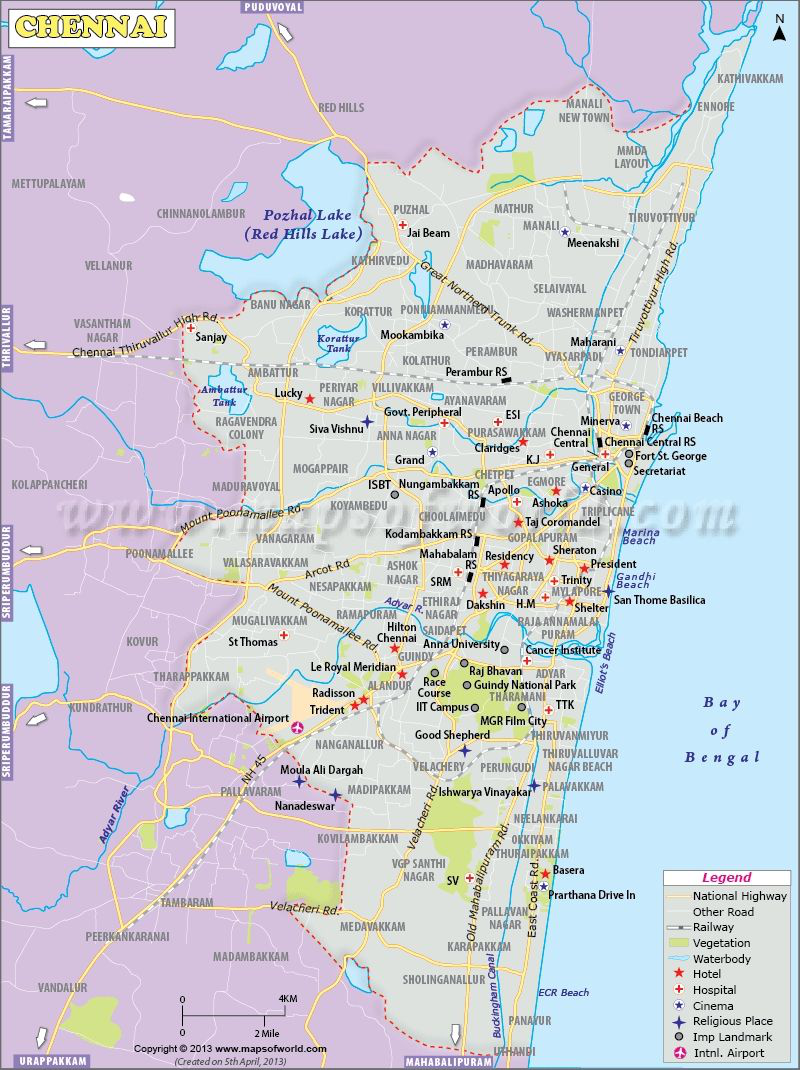 CHENNAI
PUDUVOYAL
N
TAMARAIPAKKAM
RED HILLS
MANALI
NEW TOWN
KATHIVAKKAM
ENNORE
MMDA
LAYOUT
METTUPALAYAM
CHINNANOLAMBUR
Pozhal Lake
(Red Hills Lake)
PUZHAL
Jai Beam
MATHUR
MANALI
Meenakshi
TIRUVOTTIYUR
VELLANUR
KATHIRVEDU
MADHAVARAM
Great Northern Trunk Rd.
SELAIVAYAL
Tiruvottiyur High Rd.
BANU NAGAR
KORATTUR
PONNIAMMANMEDU
WASHERMANPET
THRIVALLUR
VASANTHAM
NAGAR
Chennai Thiruvallur High Rd.
Sanjay
Korattur
Tank
Mookambika
Maharani
KOLATHUR
PERAMBUR
VYASARPADI
TONDIARPET
AMBATTUR
Perambur RS
Ambattur
Tank
Lucky
PERIYAR
NAGAR
VILLIVAKKAM
AYANAVARAM
GEORGE
TOWN
RAGAVENDRA
COLONY
Siva Vishnu
Govt. Peripheral
ESI
Minerva
Chennai Beach
RS
ANNA NAGAR
PURASAWAKKAM
Chennai
Central
Chennai Central RS
Claridges
Grand
K.J
General
Fort St. George
Secretariat
MOGAPPAIR
CHETPET
KOLAPPANCHERI
MADURAVOYAL
ISBT
Nungambakkam
RS
Apollo
EGMORE
Casino
KOYAMBEDU
Ashoka
TRIPLICANE
www.mapsofworld.com
Mount Poonamallee Rd.
CHOOLAIMEDU
Taj Coromandel
SRIPERUMBUDDUR
VANAGARAM
Kodambakkam RS
GOPALAPURAM
Marina
Beach
POONAMALLEE
VALASARAVAKKAM
Arcot Rd
ASHOK
NAGAR
Mahabalam
RS
Residency
Sheraton
President
NESAPAKKAM
SRM
THIYAGARAYA
NAGAR
Trinity
Gandhi
Beach
Mount Poonamallee Rd.
Adyar R.
ETHIRAJ
NAGAR
Dakshin
H.M
MYLAPORE
Shelter
San Thome Basilica
MUGALIVAKKAM
RAMAPURAM
SAIDAPET
RAJA ANNAMALAI
PURAM
KOVUR
St Thomas
Hilton
Chennai
Anna University
Cancer Institute
GUINDY
Le Royal Meridian
Raj Bhavan
ADYAR
Elliot's Beach
THARAPPAKKAM
ALANDUR
Race
Course
Guindy National Park
SRIPERUMBUDDUR
KUNDRATHUR
Radisson
Trident
THARAMANI
IIT Campus
TTK
Bay
of
Bengal
Chennai International Airport
MGR Film City
NANGANALLUR
Good Shepherd
THIRUVANMIYUR
NH 45
Moula Ali Dargah
VELACHERY
PERUNGUDI
THIRUVALLUVAR
NAGAR BEACH
PALLAVARAM
MADIPAKKAM
Ishwarya Vinayakar
PALAVAKKAM
Nanadeswar
Adyar River
KOVILAMBAKKAM
Velacheri Rd.
NEELANKARAI
Old Mahabalipuram Rd.
OKKIYAM
THURAIPAKKAM
VGP SANTHI
NAGAR
SV
Basera
Prarthana Drive In
East Coast Rd.
TAMBARAM
Velacheri Rd.
PALLAVAN
NAGAR
PEERKANKARANAI
MEDAVAKKAM
KARAPAKKAM
MADAMBAKKAM
SHOLINGANALLUR
Buckingham Canal
ECR Beach
VANDALUR
PANAYUR
UTHANDI
URAPPAKKAM
MAHABALIPURAM
0
4KM
0
2 Mile
Copyright © 2013 www.mapsofworld.com
(Created on 5th April, 2013)
Legend
National Highway
Other Road
Railway
Vegetation
Waterbody
Hotel
Hospital
Cinema
Religious Place
Imp Landmark
Intnl. Airport